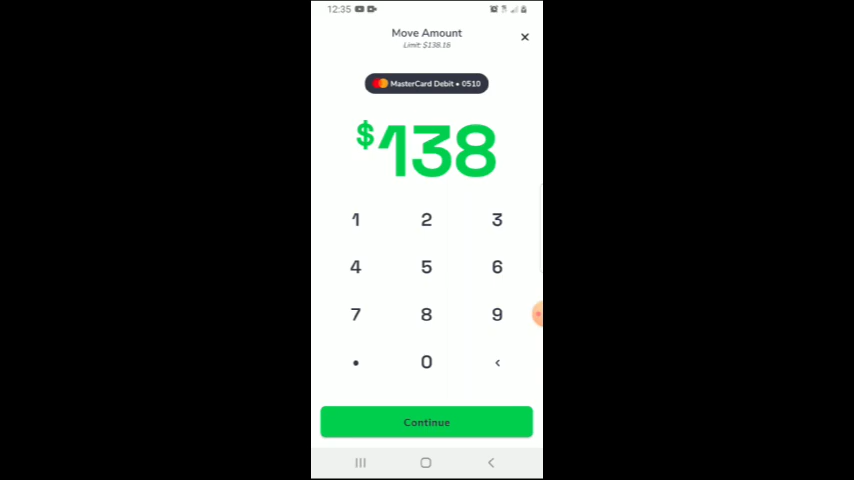 12:35
Move Amount
Limit: $138.16
MasterCard Debit • 0510
$138
1 2 3
4 5 6
7 8 9
• 0 <
Continue